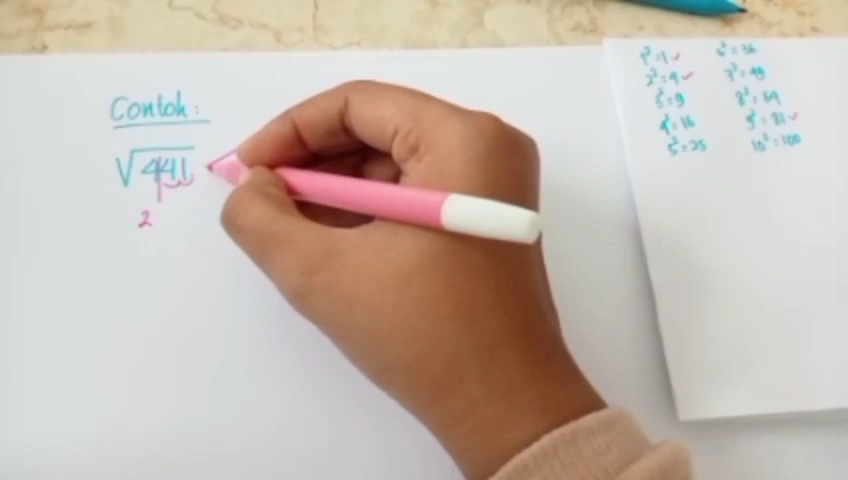 Contoh :
√441
2
1² = 1 ✓
2² = 4 ✓
3² = 9
4² = 16
5² = 25
6² = 36
7² = 49
8² = 64
9² = 81 ✓
10² = 100